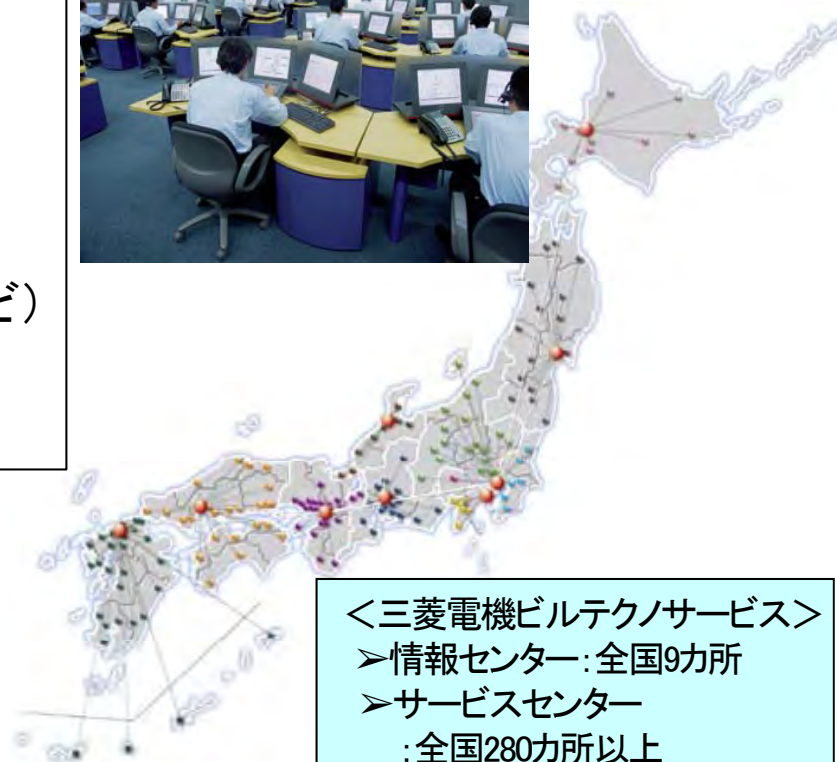 ど）
＜三菱電機ビルテクノサービス＞
➢情報センター：全国9カ所
➢サービスセンター
：全国280カ所以上